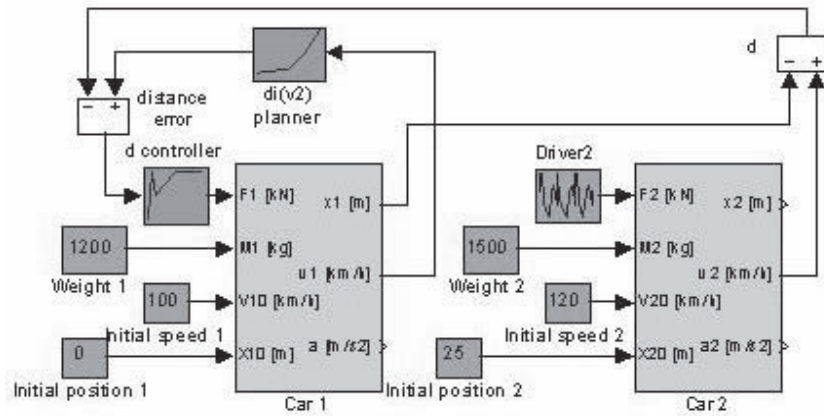 d
- +
di(v2)
planner
- +
distance
error
d controller
Driver2
F1 [kN]
x1 [m]
F2 [kN]
x2 [m]
1200
M1 [kg]
1500
M2 [kg]
Weight 1
u1 [km/h]
Weight 2
u2 [km/h]
100
V10 [km/h]
120
V20 [km/h]
Initial speed 1
Initial speed 2
0
X10 [m]
a [m/s2]
25
X20 [m]
a2 [m/s2]
Initial position 1
Initial position 2
Car 1
Car 2